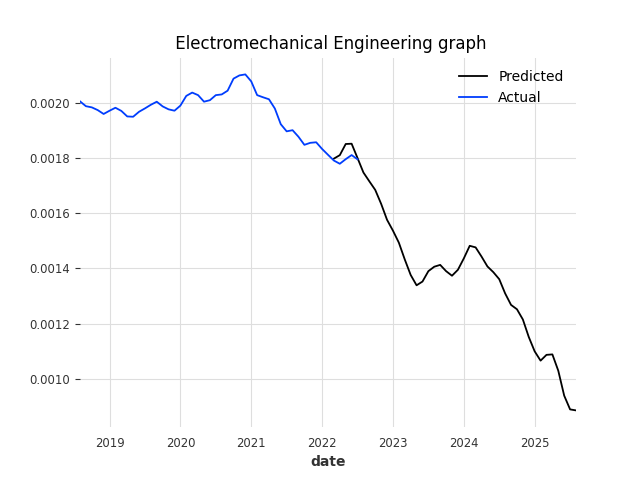 Electromechanical Engineering graph
Predicted
Actual
0.0020
0.0018
0.0016
0.0014
0.0012
0.0010
2019 2020 2021 2022 2023 2024 2025
date